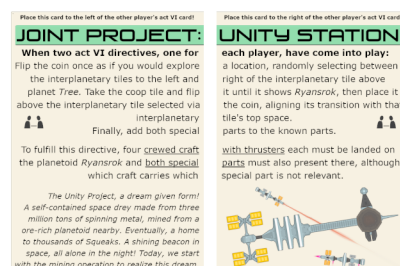 Place this card to the left of the other player's act VI card!
JOINT PROJECT:
When two act VI directives, one for
Flip the coin once as if you would explore
the interplanetary tiles to the left and
planet Tree. Take the coop tile and flip
above the interplanetary tile selected via
interplanetary
Finally, add both special
To fulfill this directive, four crewed craft
the planetoid Ryansrok and both special
which craft carries which
The Unity Project, a dream given form!
A self-contained space drey made from three
million tons of spinning metal, mined from a
ore-rich planetoid nearby. Eventually, a home
to thousands of Squeaks. A shining beacon in
space, all alone in the night! Today, we start
with the mining operation to realize this dream.
Place this card to the right of the other player's act VI card!
UNITY STATION
each player, have come into play:
a location, randomly selecting between
right of the interplanetary tile above
it until it shows Ryansrok, then place it
the coin, aligning its transition with that
tile's top space.
parts to the known parts.
with thrusters each must be landed on
parts must also present there, although
special part is not relevant.